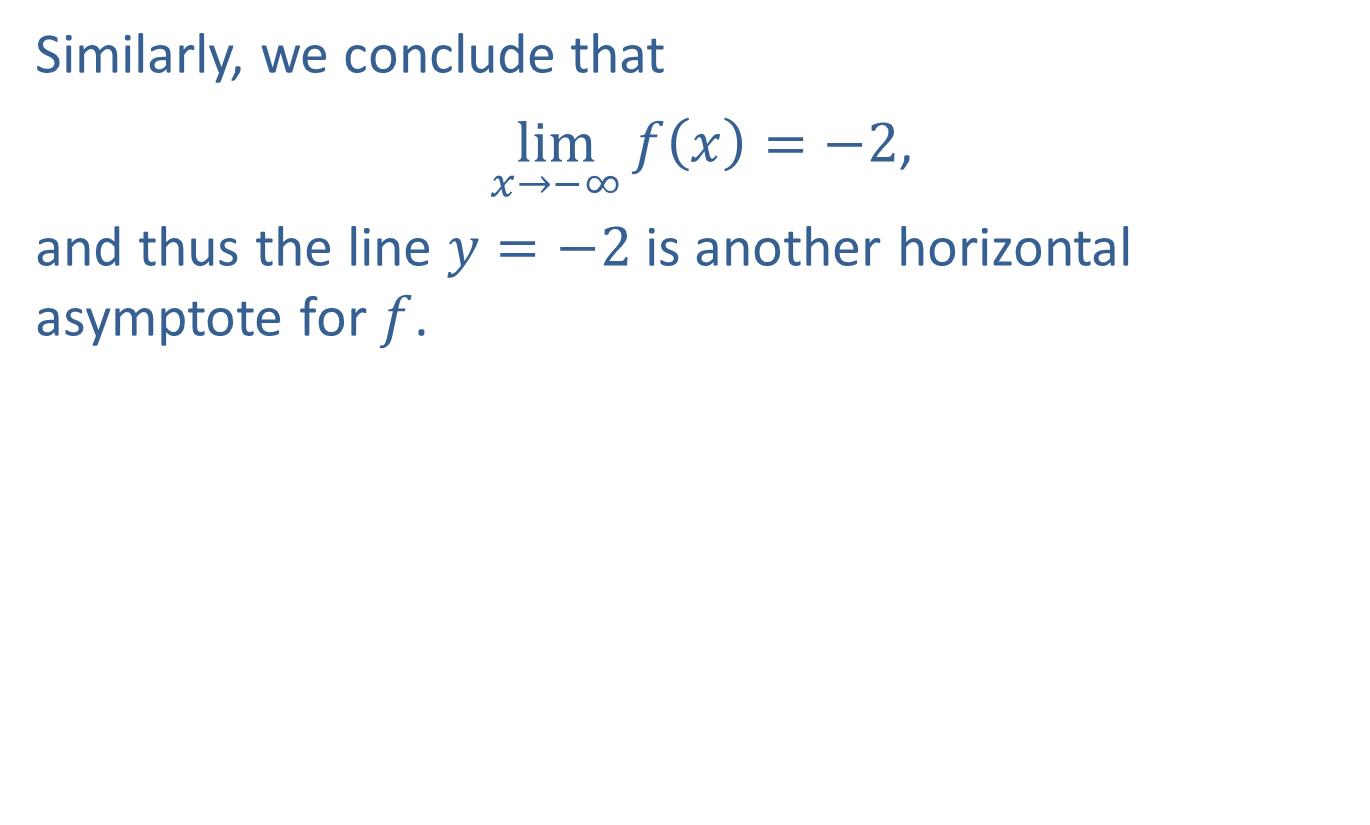 Similarly, we conclude that
lim f(x) = −2,
x→−∞
and thus the line y = −2 is another horizontal
asymptote for f.